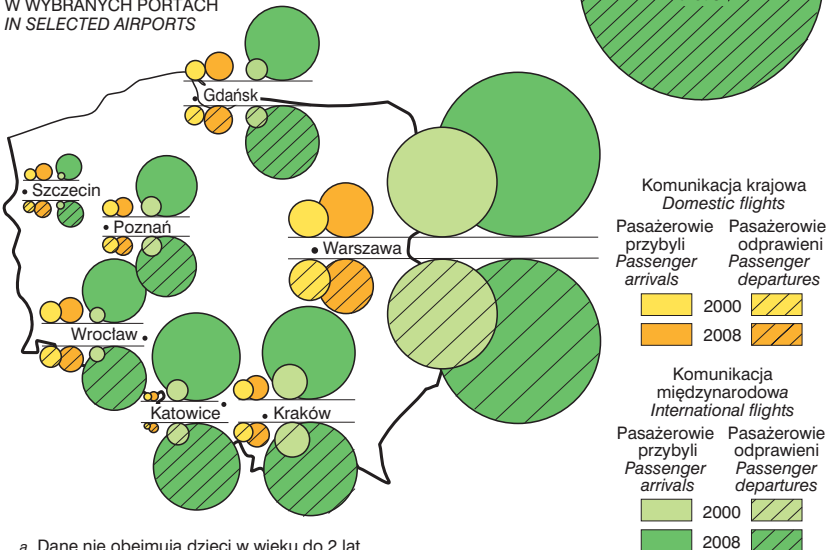 W WYBRANYCH PORTACH
IN SELECTED AIRPORTS
Gdańsk
Szczecin
Poznań
Warszawa
Wrocław
Katowice
Kraków
Komunikacja krajowa
Domestic flights
Pasażerowie Pasażerowie
przybyli odprawieni
Passenger Passenger
arrivals departures
2000
2008
Komunikacja
międzynarodowa
International flights
Pasażerowie Pasażerowie
przybyli odprawieni
Passenger Passenger
arrivals departures
2000
2008
a Dane nie obejmują dzieci w wieku do 2 lat